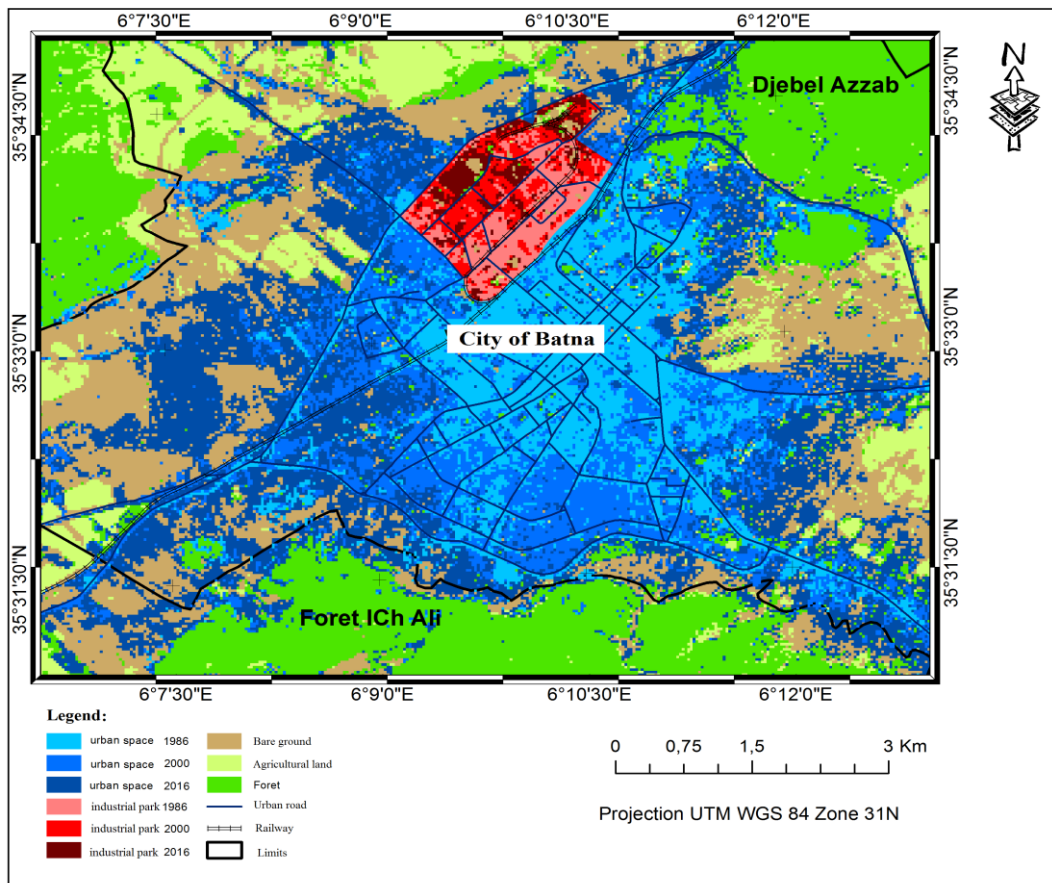 6°7'30"E 6°9'0"E 6°10'30"E 6°12'0"E
N
35°34'30"N 35°34'30"N
Djebel Azzab
35°33'0"N 35°33'0"N
City of Batna
35°31'30"N 35°31'30"N
Foret ICh Ali
6°7'30"E 6°9'0"E 6°10'30"E 6°12'0"E
Legend:
urban space 1986
urban space 2000
urban space 2016
industrial park 1986
industrial park 2000
industrial park 2016
Bare ground
Agricultural land
Foret
Urban road
Railway
Limits
0 0,75 1,5 3 Km
Projection UTM WGS 84 Zone 31N